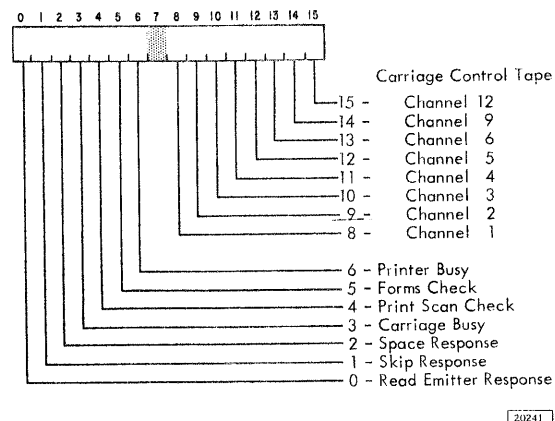 0 1 2 3 4 5 6 7 8 9 10 11 12 13 14 15
Carriage Control Tape
15 - Channel 12
14 - Channel 9
13 - Channel 6
12 - Channel 5
11 - Channel 4
10 - Channel 3
9 - Channel 2
8 - Channel 1
6 - Printer Busy
5 - Forms Check
4 - Print Scan Check
3 - Carriage Busy
2 - Space Response
1 - Skip Response
0 - Read Emitter Response
20241